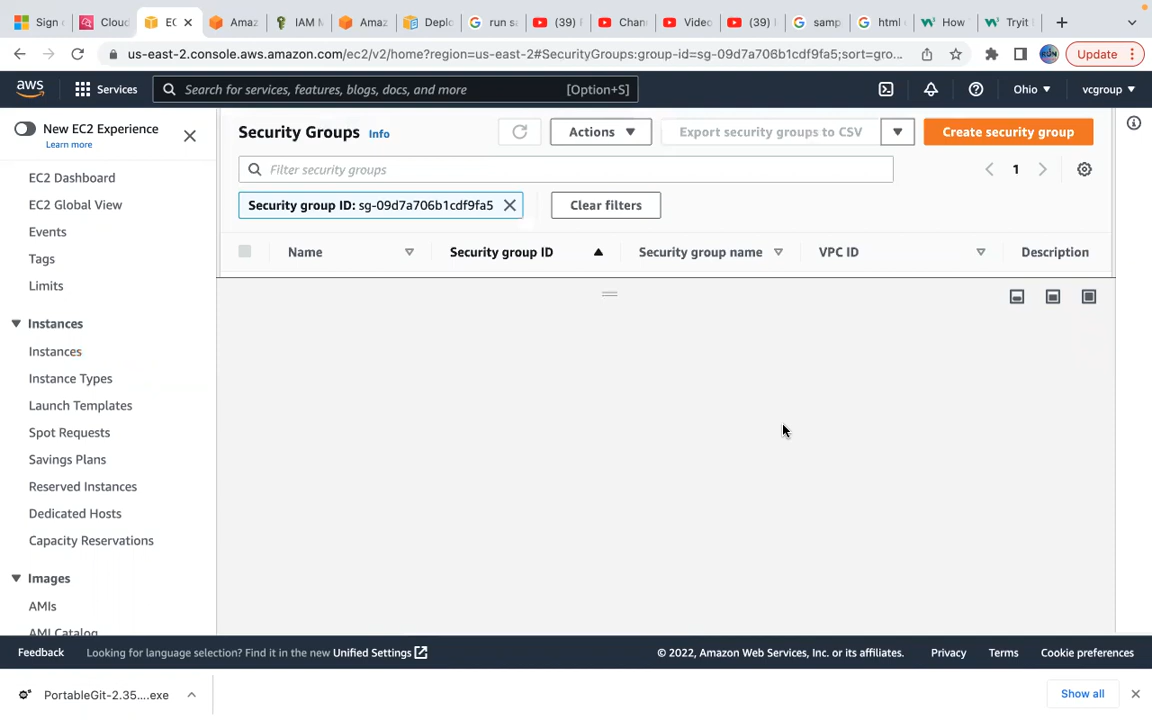 Sign
Cloud
EC
Amaz
IAM M
Amaz
Deplo
run sa
(39) F
Chan
Video
(39)
samp
html
How
Tryit
us-east-2.console.aws.amazon.com/ec2/v2/home?region=us-east-2#SecurityGroups:group-id=sg-09d7a706b1cdf9fa5;sort=gro...
Update
aws
Services
Search for services, features, blogs, docs, and more
[Option+S]
Ohio
vcgroup
New EC2 Experience
Learn more
EC2 Dashboard
EC2 Global View
Events
Tags
Limits
Instances
Instances
Instance Types
Launch Templates
Spot Requests
Savings Plans
Reserved Instances
Dedicated Hosts
Capacity Reservations
Images
AMIs
AMI Catalog
Security Groups
Info
Actions
Export security groups to CSV
Create security group
Filter security groups
1
Security group ID: sg-09d7a706b1cdf9fa5
Clear filters
Name
Security group ID
Security group name
VPC ID
Description
Feedback
Looking for language selection? Find it in the new Unified Settings
© 2022, Amazon Web Services, Inc. or its affiliates.
Privacy
Terms
Cookie preferences
PortableGit-2.35....exe
Show all